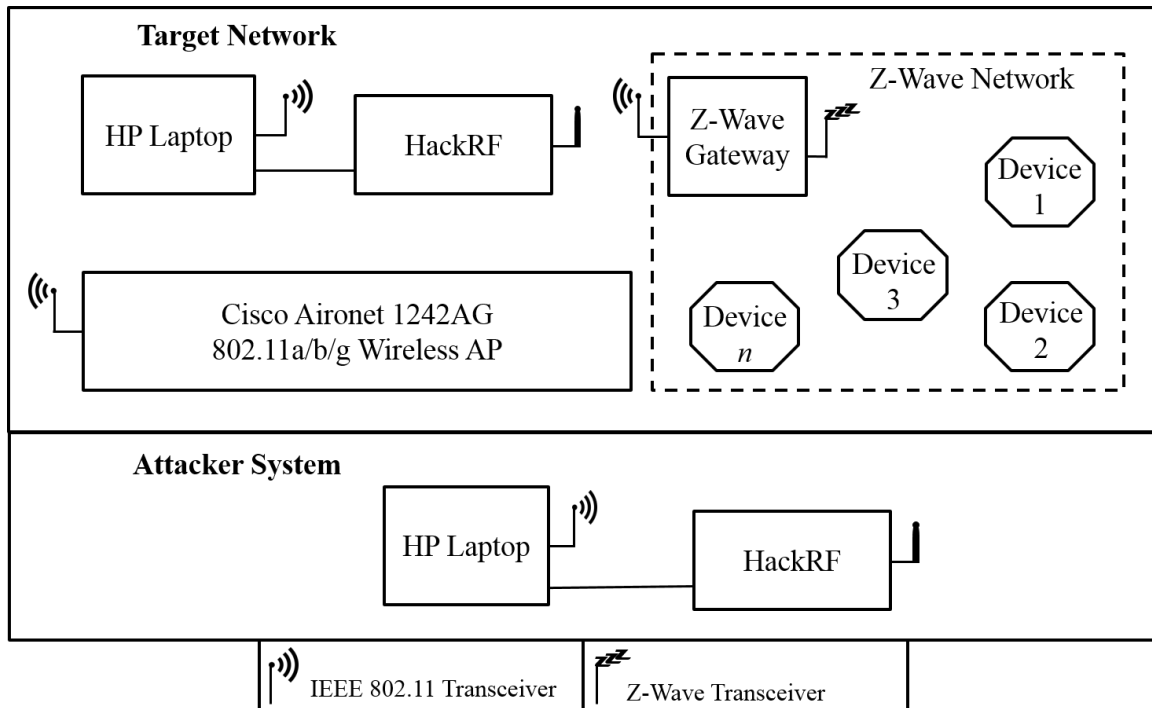 Target Network
HP Laptop
HackRF
Z-Wave
Gateway
Z-Wave Network
Device
1
Device
3
Device
2
Device
n
Cisco Aironet 1242AG
802.11a/b/g Wireless AP
Attacker System
HP Laptop
HackRF
IEEE 802.11 Transceiver
Z-Wave Transceiver